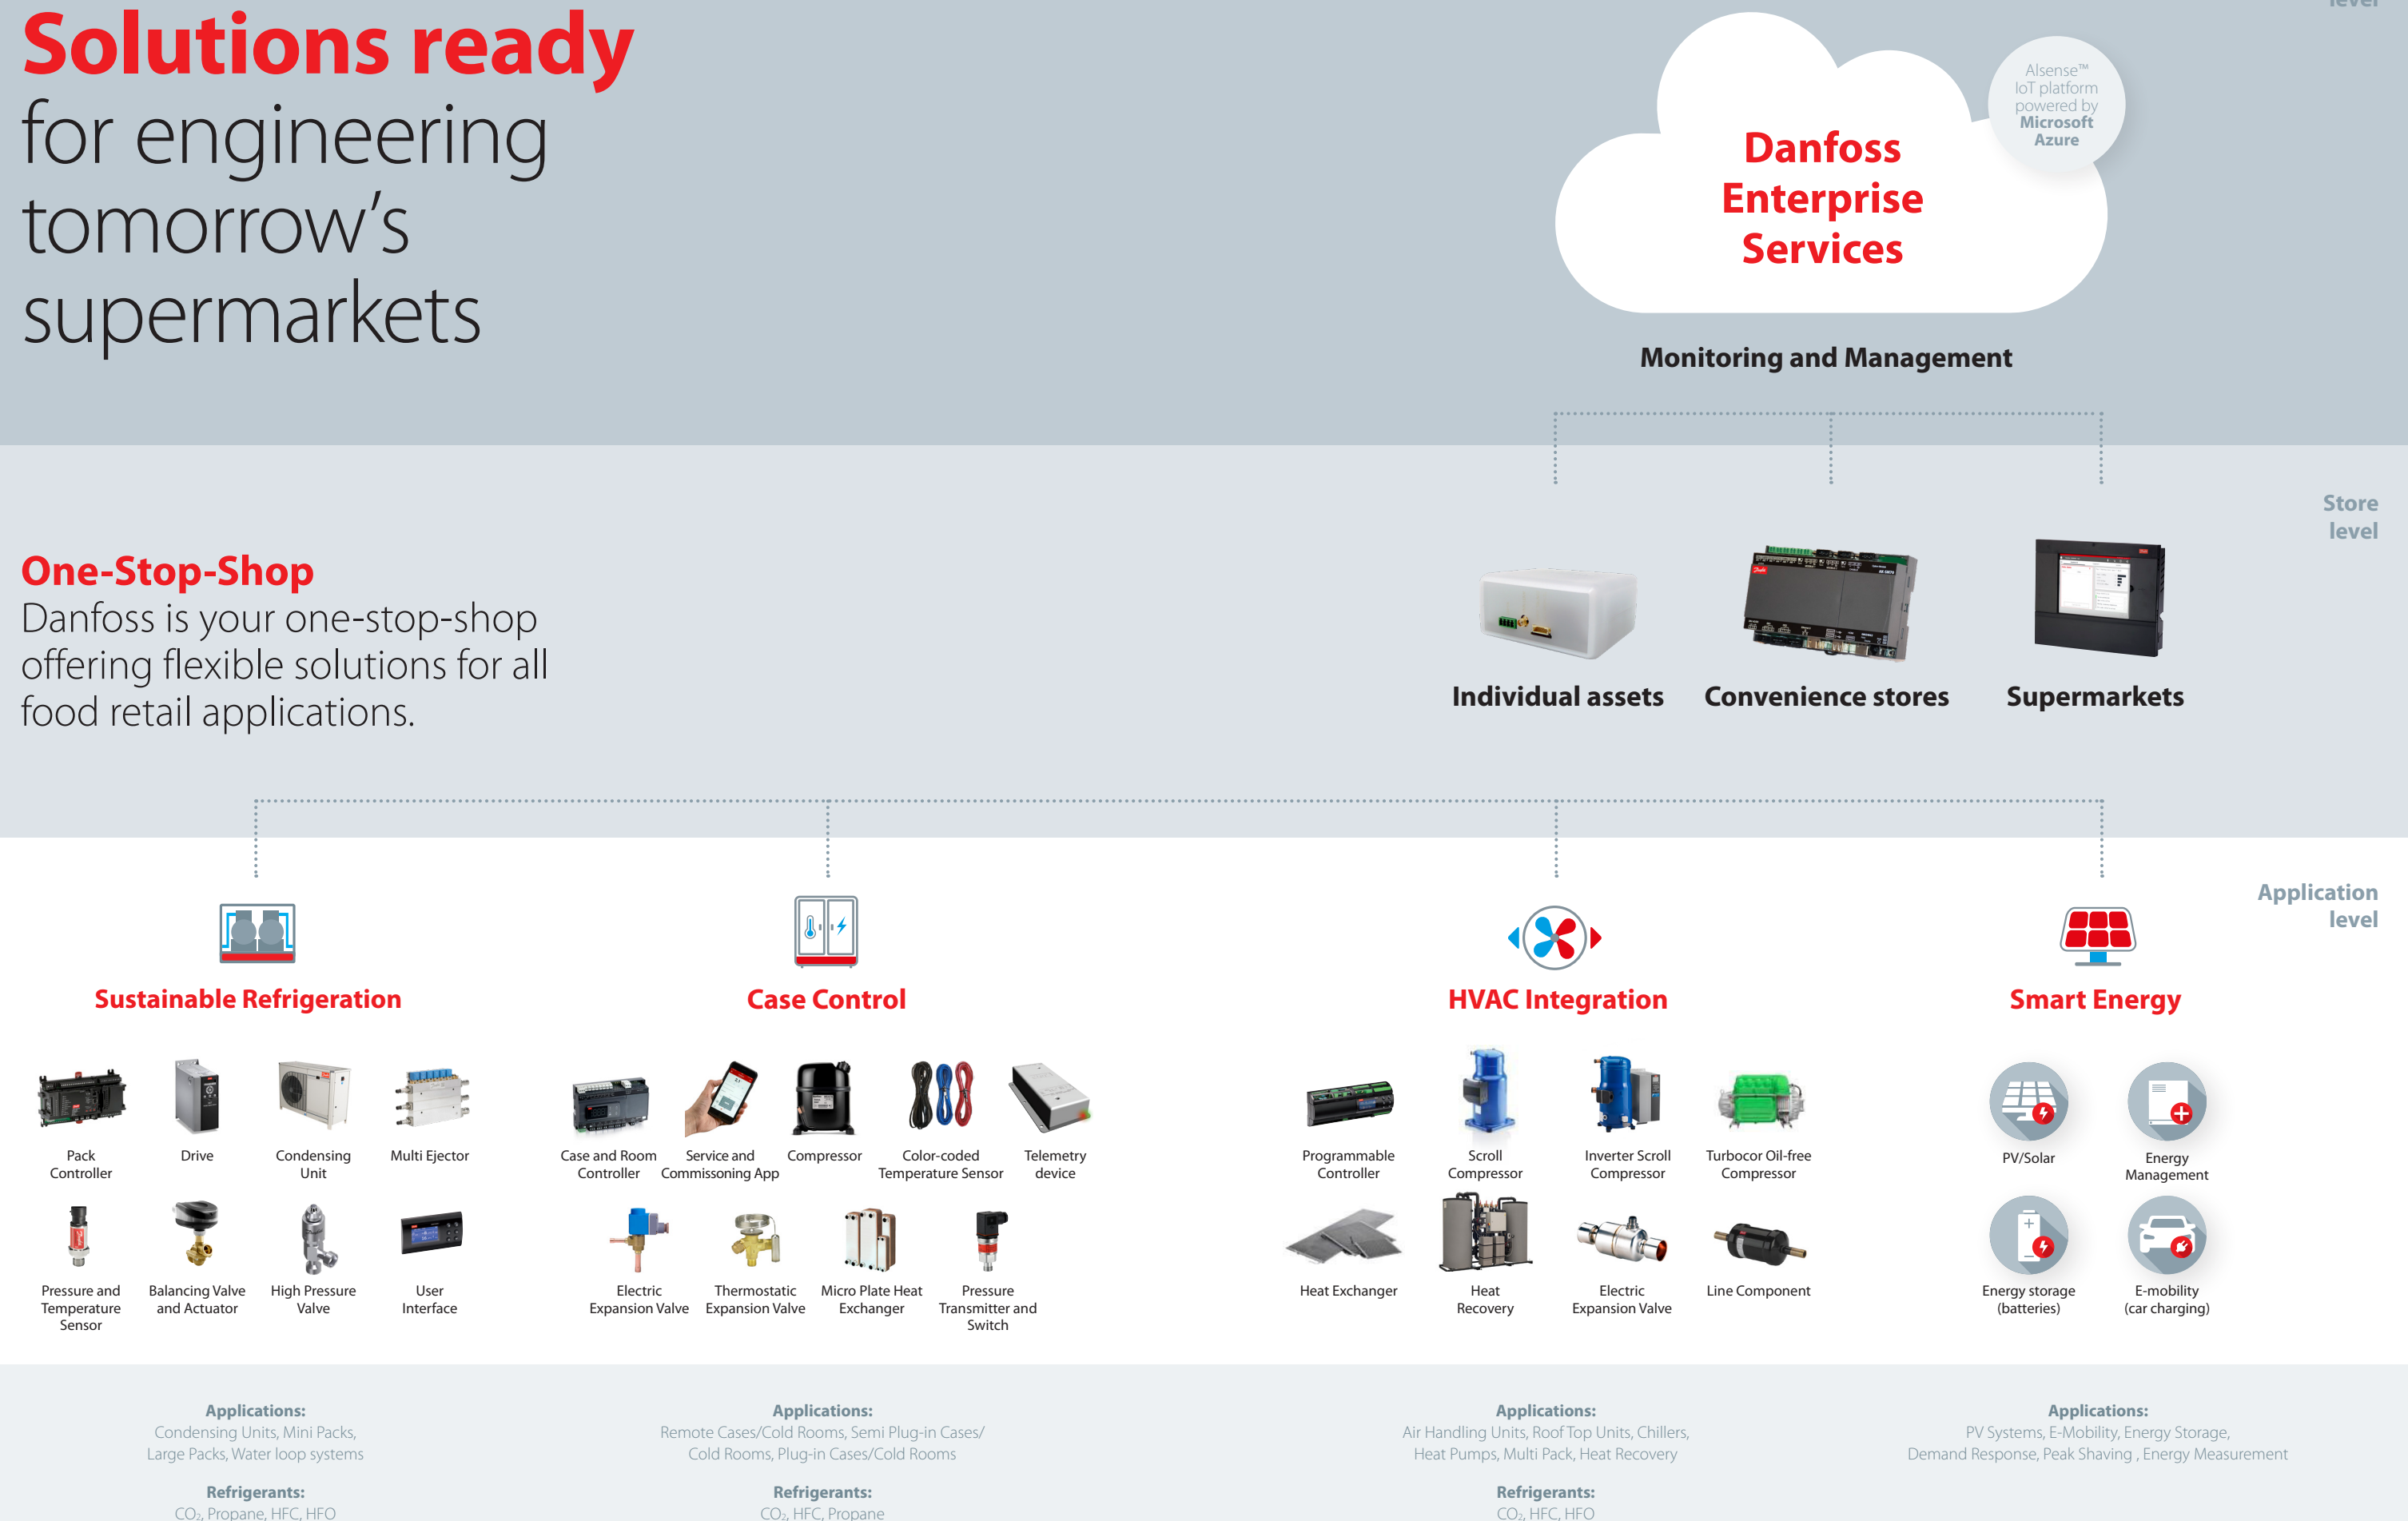 level
Solutions ready
for engineering
tomorrow’s
supermarkets
Alsense™
IoT platform
powered by
Microsoft
Azure
Danfoss
Enterprise
Services
Monitoring and Management
Store
level
One-Stop-Shop
Danfoss is your one-stop-shop
offering flexible solutions for all
food retail applications.
Individual assets
Convenience stores
Supermarkets
Application
level
Sustainable Refrigeration
Pack
Controller
Drive
Condensing
Unit
Multi Ejector
Pressure and
Temperature
Sensor
Balancing Valve
and Actuator
High Pressure
Valve
User
Interface
Case Control
Case and Room
Controller
Service and
Commissoning App
Compressor
Color-coded
Temperature Sensor
Telemetry
device
Electric
Expansion Valve
Thermostatic
Expansion Valve
Micro Plate Heat
Exchanger
Pressure
Transmitter and
Switch
HVAC Integration
Programmable
Controller
Scroll
Compressor
Inverter Scroll
Compressor
Turbocor Oil-free
Compressor
Heat Exchanger
Heat
Recovery
Electric
Expansion Valve
Line Component
Smart Energy
PV/Solar
Energy
Management
Energy storage
(batteries)
E-mobility
(car charging)
Applications:
Condensing Units, Mini Packs,
Large Packs, Water loop systems
Refrigerants:
CO₂, Propane, HFC, HFO
Applications:
Remote Cases/Cold Rooms, Semi Plug-in Cases/
Cold Rooms, Plug-in Cases/Cold Rooms
Refrigerants:
CO₂, HFC, Propane
Applications:
Air Handling Units, Roof Top Units, Chillers,
Heat Pumps, Multi Pack, Heat Recovery
Refrigerants:
CO₂, HFC, HFO
Applications:
PV Systems, E-Mobility, Energy Storage,
Demand Response, Peak Shaving , Energy Measurement